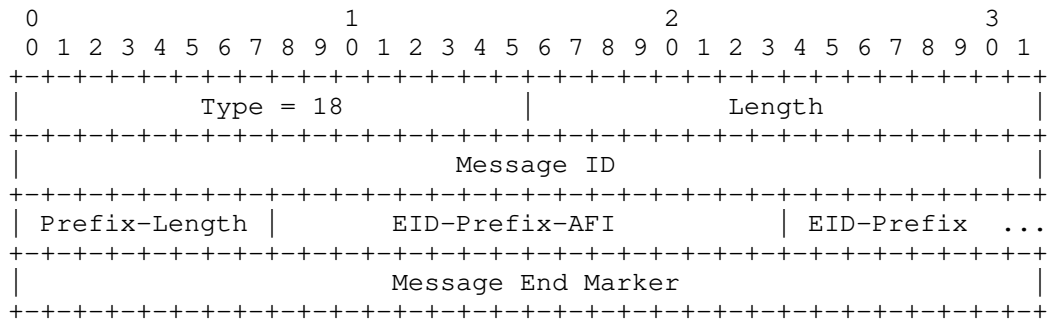 0                   1                   2                   3
 0 1 2 3 4 5 6 7 8 9 0 1 2 3 4 5 6 7 8 9 0 1 2 3 4 5 6 7 8 9 0 1
+-+-+-+-+-+-+-+-+-+-+-+-+-+-+-+-+-+-+-+-+-+-+-+-+-+-+-+-+-+-+-+-+
|           Type = 18           |            Length             |
+-+-+-+-+-+-+-+-+-+-+-+-+-+-+-+-+-+-+-+-+-+-+-+-+-+-+-+-+-+-+-+-+
|                          Message ID                           |
+-+-+-+-+-+-+-+-+-+-+-+-+-+-+-+-+-+-+-+-+-+-+-+-+-+-+-+-+-+-+-+-+
| Prefix-Length |       EID-Prefix-AFI          | EID-Prefix  ...
+-+-+-+-+-+-+-+-+-+-+-+-+-+-+-+-+-+-+-+-+-+-+-+-+-+-+-+-+-+-+-+-+
|                      Message End Marker                       |
+-+-+-+-+-+-+-+-+-+-+-+-+-+-+-+-+-+-+-+-+-+-+-+-+-+-+-+-+-+-+-+-+